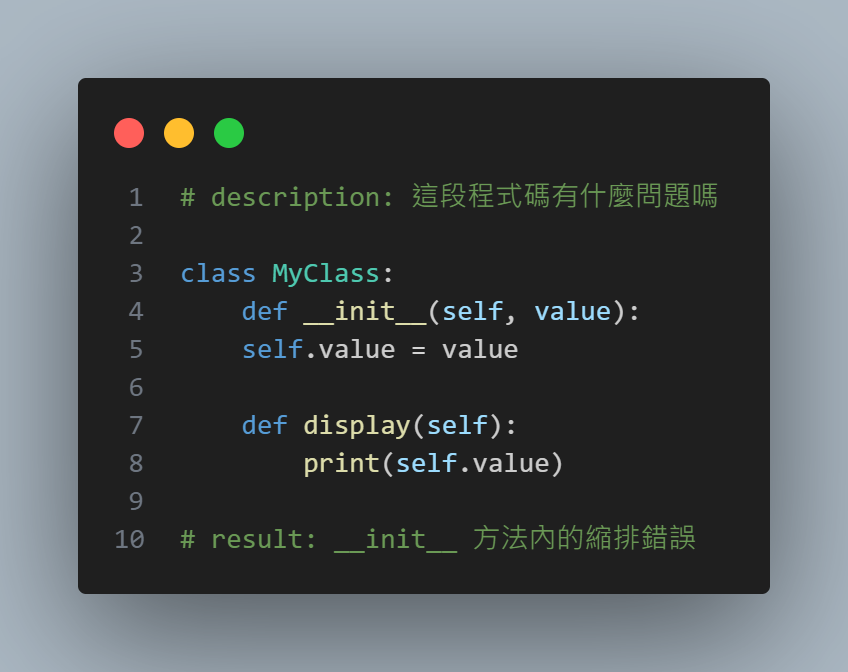 1 # description: 這段程式碼有什麼問題嗎
2
3 class MyClass:
4     def __init__(self, value):
5     self.value = value
6
7     def display(self):
8         print(self.value)
9
10 # result: __init__ 方法內的縮排錯誤